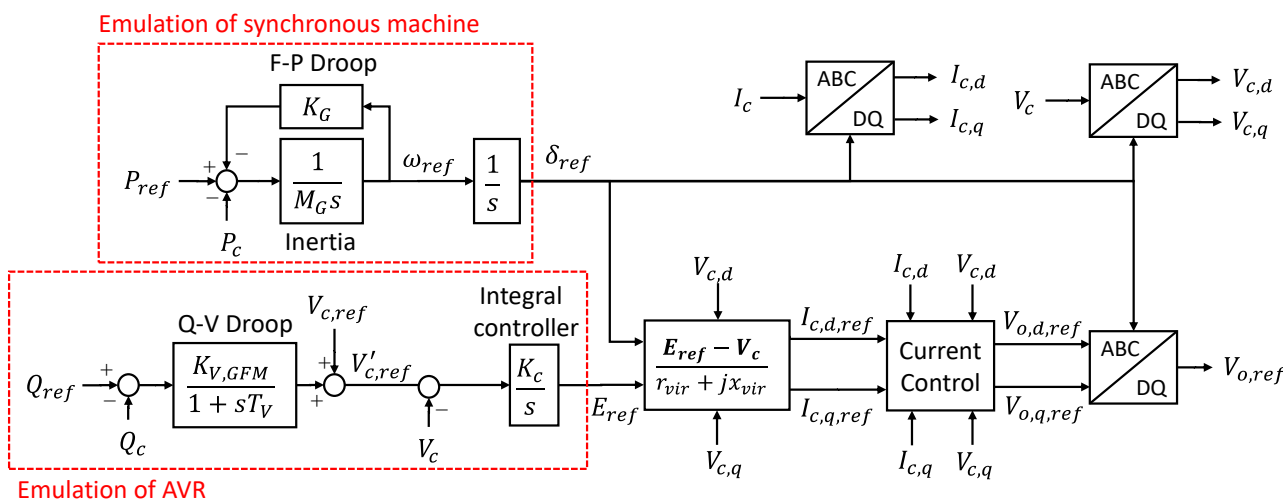 Emulation of synchronous machine
F-P Droop
K_G
P_ref
+
−
−
P_c
1
M_G s
Inertia
ω_ref
1
s
δ_ref
I_c
ABC
DQ
I_c,d
I_c,q
V_c
ABC
DQ
V_c,d
V_c,q
Q-V Droop
Q_ref
+
−
Q_c
K_V,GFM
1 + sT_V
V_c,ref
+
+
V'_c,ref
−
V_c
Integral
controller
K_c
s
E_ref
V_c,d
E_ref − V_c
r_vir + jx_vir
V_c,q
I_c,d,ref
I_c,q,ref
I_c,d
V_c,d
Current
Control
I_c,q
V_c,q
V_o,d,ref
V_o,q,ref
ABC
DQ
V_o,ref
Emulation of AVR